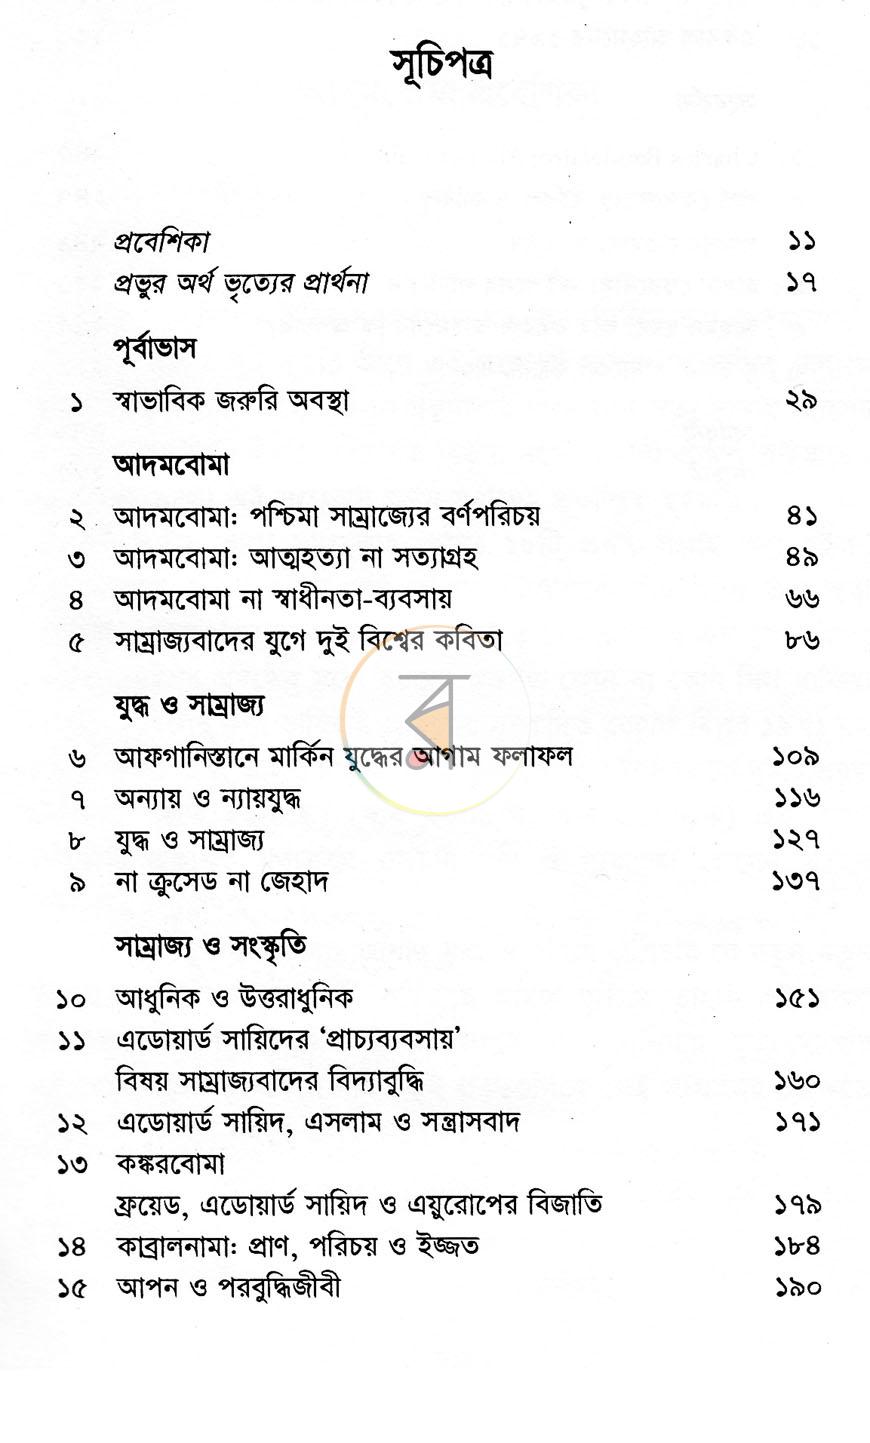 সূচিপত্র
প্রবেশিকা ১১
প্রভুর অর্থ ভৃত্যের প্রার্থনা ১৭
পূর্বাভাস
১ স্বাভাবিক জরুরি অবস্থা ২৯
আদমবোমা
২ আদমবোমা: পশ্চিমা সাম্রাজ্যের বর্ণপরিচয় ৪১
৩ আদমবোমা: আত্মহত্যা না সত্যাগ্রহ ৪৯
৪ আদমবোমা না স্বাধীনতা-ব্যবসায় ৬৬
৫ সাম্রাজ্যবাদের যুগে দুই বিশ্বের কবিতা ৮৬
যুদ্ধ ও সাম্রাজ্য
৬ আফগানিস্তানে মার্কিন যুদ্ধের আগাম ফলাফল ১০৯
৭ অন্যায় ও ন্যায়যুদ্ধ ১১৬
৮ যুদ্ধ ও সাম্রাজ্য ১২৭
৯ না ক্রুসেড না জেহাদ ১৩৭
সাম্রাজ্য ও সংস্কৃতি
১০ আধুনিক ও উত্তরাধুনিক ১৫১
১১ এডোয়ার্ড সায়িদের ‘প্রাচ্যব্যবসায়’
বিষয় সাম্রাজ্যবাদের বিদ্যাবুদ্ধি ১৬০
১২ এডোয়ার্ড সায়িদ, এসলাম ও সন্ত্রাসবাদ ১৭১
১৩ কঙ্করবোমা
ফ্রয়েড, এডোয়ার্ড সায়িদ ও এয়ুরোপের বিজাতি ১৭৯
১৪ কাব্রালনামা: প্রাণ, পরিচয় ও ইজ্জত ১৮৪
১৫ আপন ও পরবুদ্ধিজীবী ১৯০